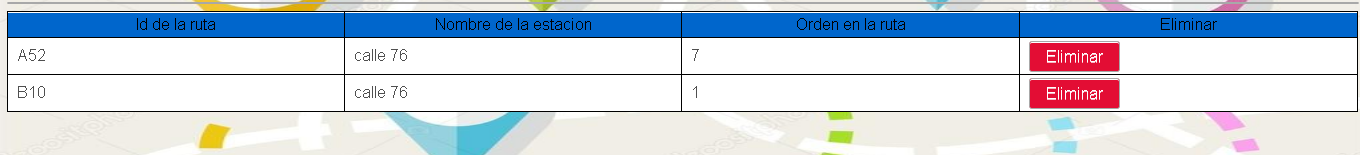 Id de la ruta Nombre de la estacion Orden en la ruta Eliminar
A52 calle 76 7 Eliminar
B10 calle 76 1 Eliminar